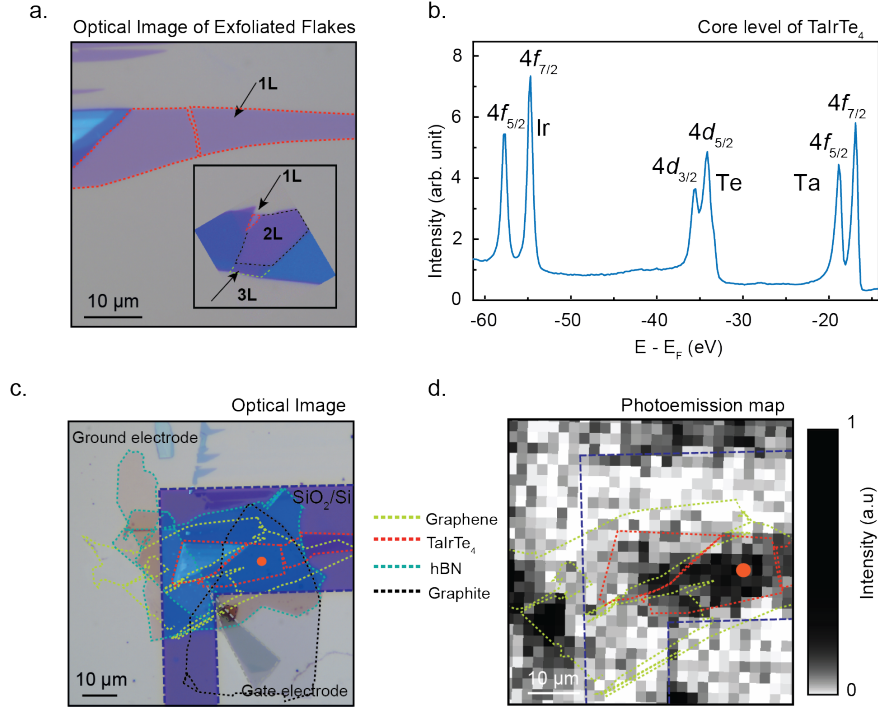 a.
Optical Image of Exfoliated Flakes
1L
1L
2L
3L
10 μm
b.
Core level of TaIrTe₄
Intensity (arb. unit)
8
6
4
2
0
4f₅/₂
4f₇/₂
Ir
4d₃/₂
4d₅/₂
Te
Ta
4f₅/₂
4f₇/₂
-60 -50 -40 -30 -20
E - E_F (eV)
c.
Optical Image
Ground electrode
SiO₂/Si
Gate electrode
10 μm
Graphene
TaIrTe₄
hBN
Graphite
d.
Photoemission map
10 μm
1
Intensity (a.u)
0